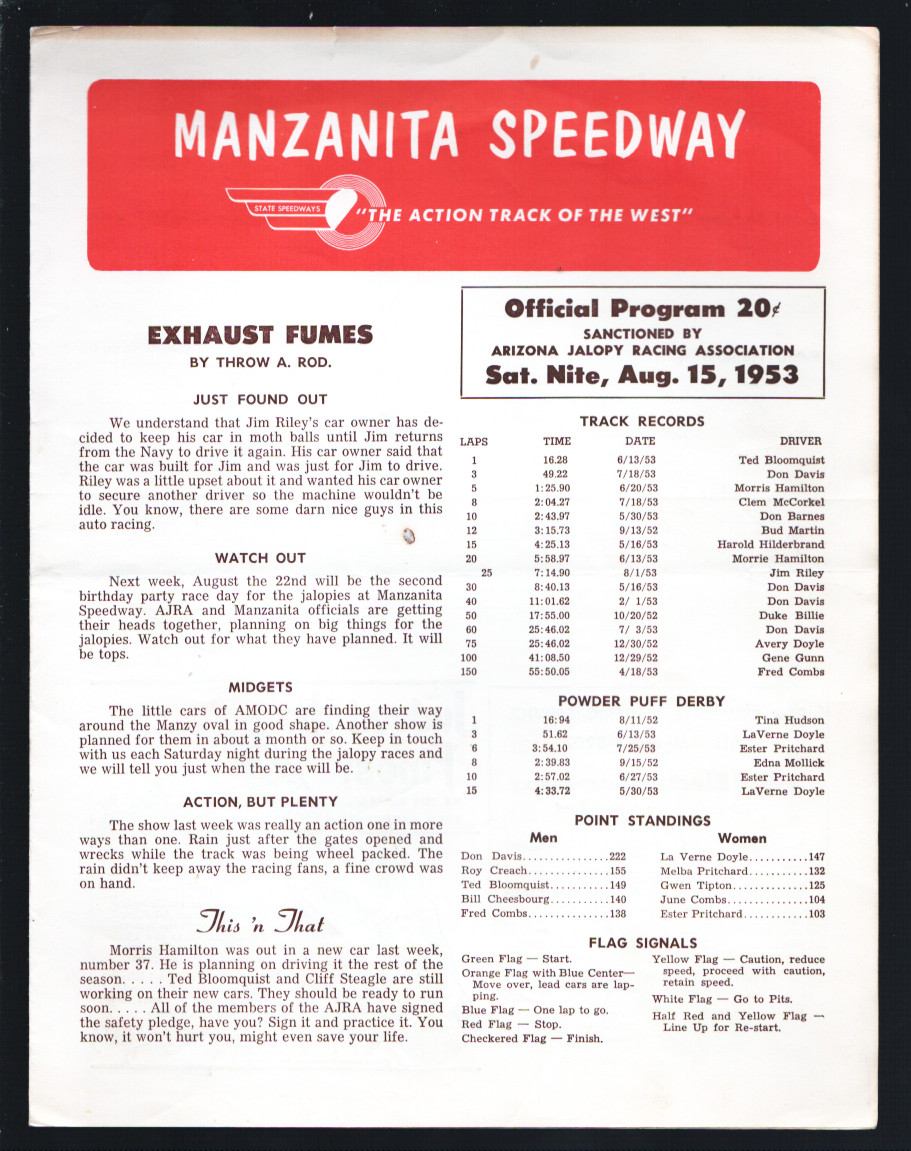 MANZANITA SPEEDWAY
STATE SPEEDWAYS
"THE ACTION TRACK OF THE WEST"
EXHAUST FUMES
BY THROW A. ROD.
JUST FOUND OUT
We understand that Jim Riley's car owner has de-
cided to keep his car in moth balls until Jim returns
from the Navy to drive it again. His car owner said that
the car was built for Jim and was just for Jim to drive.
Riley was a little upset about it and wanted his car owner
to secure another driver so the machine wouldn't be
idle. You know, there are some darn nice guys in this
auto racing.
WATCH OUT
Next week, August the 22nd will be the second
birthday party race day for the jalopies at Manzanita
Speedway. AJRA and Manzanita officials are getting
their heads together, planning on big things for the
jalopies. Watch out for what they have planned. It will
be tops.
MIDGETS
The little cars of AMODC are finding their way
around the Manzy oval in good shape. Another show is
planned for them in about a month or so. Keep in touch
with us each Saturday night during the jalopy races and
we will tell you just when the race will be.
ACTION, BUT PLENTY
The show last week was really an action one in more
ways than one. Rain just after the gates opened and
wrecks while the track was being wheel packed. The
rain didn't keep away the racing fans, a fine crowd was
on hand.
This 'n That
Morris Hamilton was out in a new car last week,
number 37. He is planning on driving it the rest of the
season. . . . . Ted Bloomquist and Cliff Steagle are still
working on their new cars. They should be ready to run
soon. . . . . All of the members of the AJRA have signed
the safety pledge, have you? Sign it and practice it. You
know, it won't hurt you, might even save your life.
Official Program 20¢
SANCTIONED BY
ARIZONA JALOPY RACING ASSOCIATION
Sat. Nite, Aug. 15, 1953
TRACK RECORDS
LAPS TIME DATE DRIVER
1 16.28 6/13/53 Ted Bloomquist
3 49.22 7/18/53 Don Davis
5 1:25.90 6/20/53 Morris Hamilton
8 2:04.27 7/18/53 Clem McCorkel
10 2:43.97 5/30/53 Don Barnes
12 3:15.73 9/13/52 Bud Martin
15 4:25.13 5/16/53 Harold Hilderbrand
20 5:58.97 6/13/53 Morrie Hamilton
25 7:14.90 8/1/53 Jim Riley
30 8:40.13 5/16/53 Don Davis
40 11:01.62 2/ 1/53 Don Davis
50 17:55.00 10/20/52 Duke Billie
60 25:46.02 7/ 3/53 Don Davis
75 25:46.02 12/30/52 Avery Doyle
100 41:08.50 12/29/52 Gene Gunn
150 55:50.05 4/18/53 Fred Combs
POWDER PUFF DERBY
1 16:94 8/11/52 Tina Hudson
3 51.62 6/13/53 LaVerne Doyle
6 3:54.10 7/25/53 Ester Pritchard
8 2:39.83 9/15/52 Edna Mollick
10 2:57.02 6/27/53 Ester Pritchard
15 4:33.72 5/30/53 LaVerne Doyle
POINT STANDINGS
Men
Don Davis................222
Roy Creach...............155
Ted Bloomquist...........149
Bill Cheesbourg...........140
Fred Combs...............138
Women
La Verne Doyle...........147
Melba Pritchard...........132
Gwen Tipton..............125
June Combs...............104
Ester Pritchard............103
FLAG SIGNALS
Green Flag — Start.
Orange Flag with Blue Center—
Move over, lead cars are lap-
ping.
Blue Flag — One lap to go.
Red Flag — Stop.
Checkered Flag — Finish.
Yellow Flag — Caution, reduce
speed, proceed with caution,
retain speed.
White Flag — Go to Pits.
Half Red and Yellow Flag —
Line Up for Re-start.